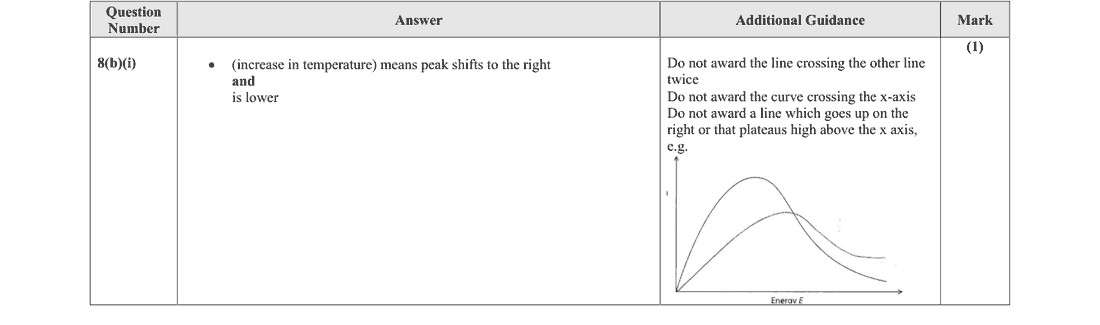 Question
Number
Answer
Additional Guidance
Mark
8(b)(i)
• (increase in temperature) means peak shifts to the right
and
is lower
Do not award the line crossing the other line
twice
Do not award the curve crossing the x-axis
Do not award a line which goes up on the
right or that plateaus high above the x axis,
e.g.
Energy E
(1)